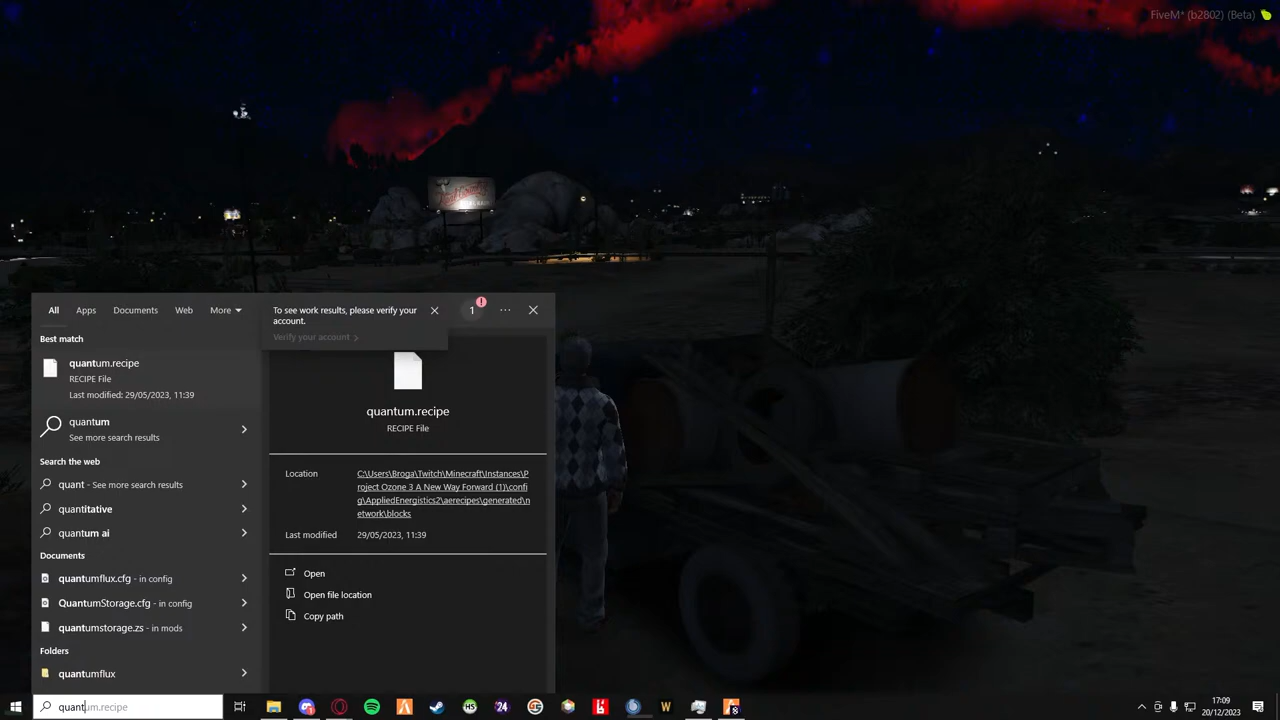 FiveM* (b2802) (Beta)
All
Apps
Documents
Web
More
To see work results, please verify your
account.
Verify your account
1
Best match
quantum.recipe
RECIPE File
Last modified: 29/05/2023, 11:39
quantum
See more search results
Search the web
quant - See more search results
quantitative
quantum ai
Documents
quantumflux.cfg - in config
QuantumStorage.cfg - in config
quantumstorage.zs - in mods
Folders
quantumflux
quantum.recipe
RECIPE File
Location
C:\Users\Broga\Twitch\Minecraft\Instances\P
roject Ozone 3 A New Way Forward (1)\confi
g\AppliedEnergistics2\aerecipes\generated\n
etwork\blocks
Last modified
29/05/2023, 11:39
Open
Open file location
Copy path
quantum.recipe
HS
24
W
17:09
20/12/2023